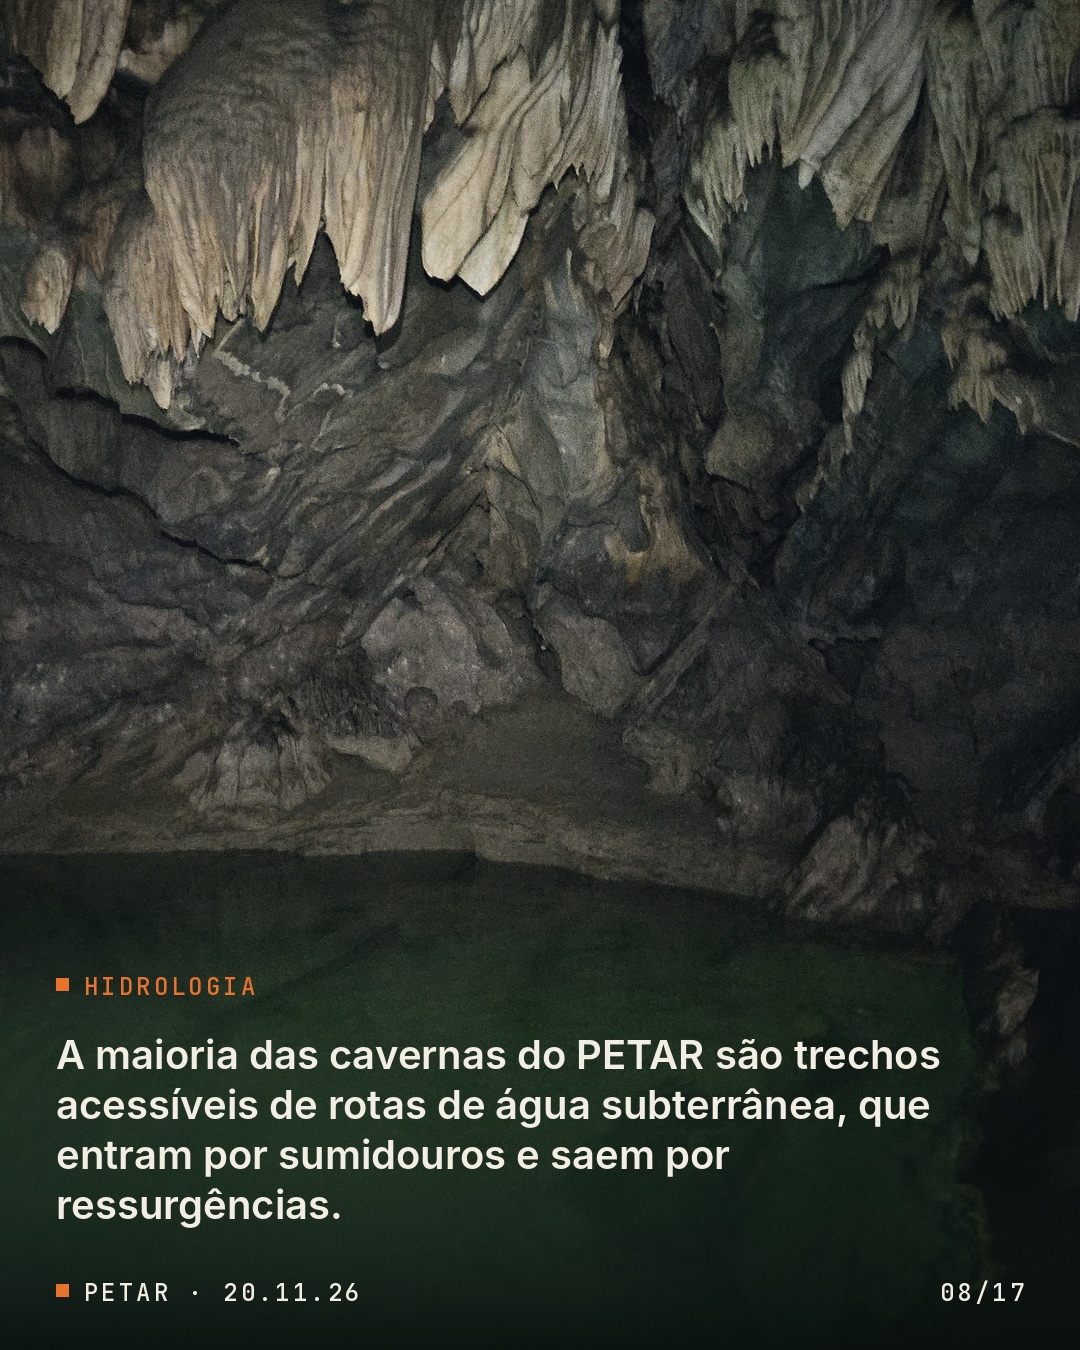 HIDROLOGIA
A maioria das cavernas do PETAR são trechos
acessíveis de rotas de água subterrânea, que
entram por sumidouros e saem por
ressurgências.
PETAR · 20.11.26
08/17